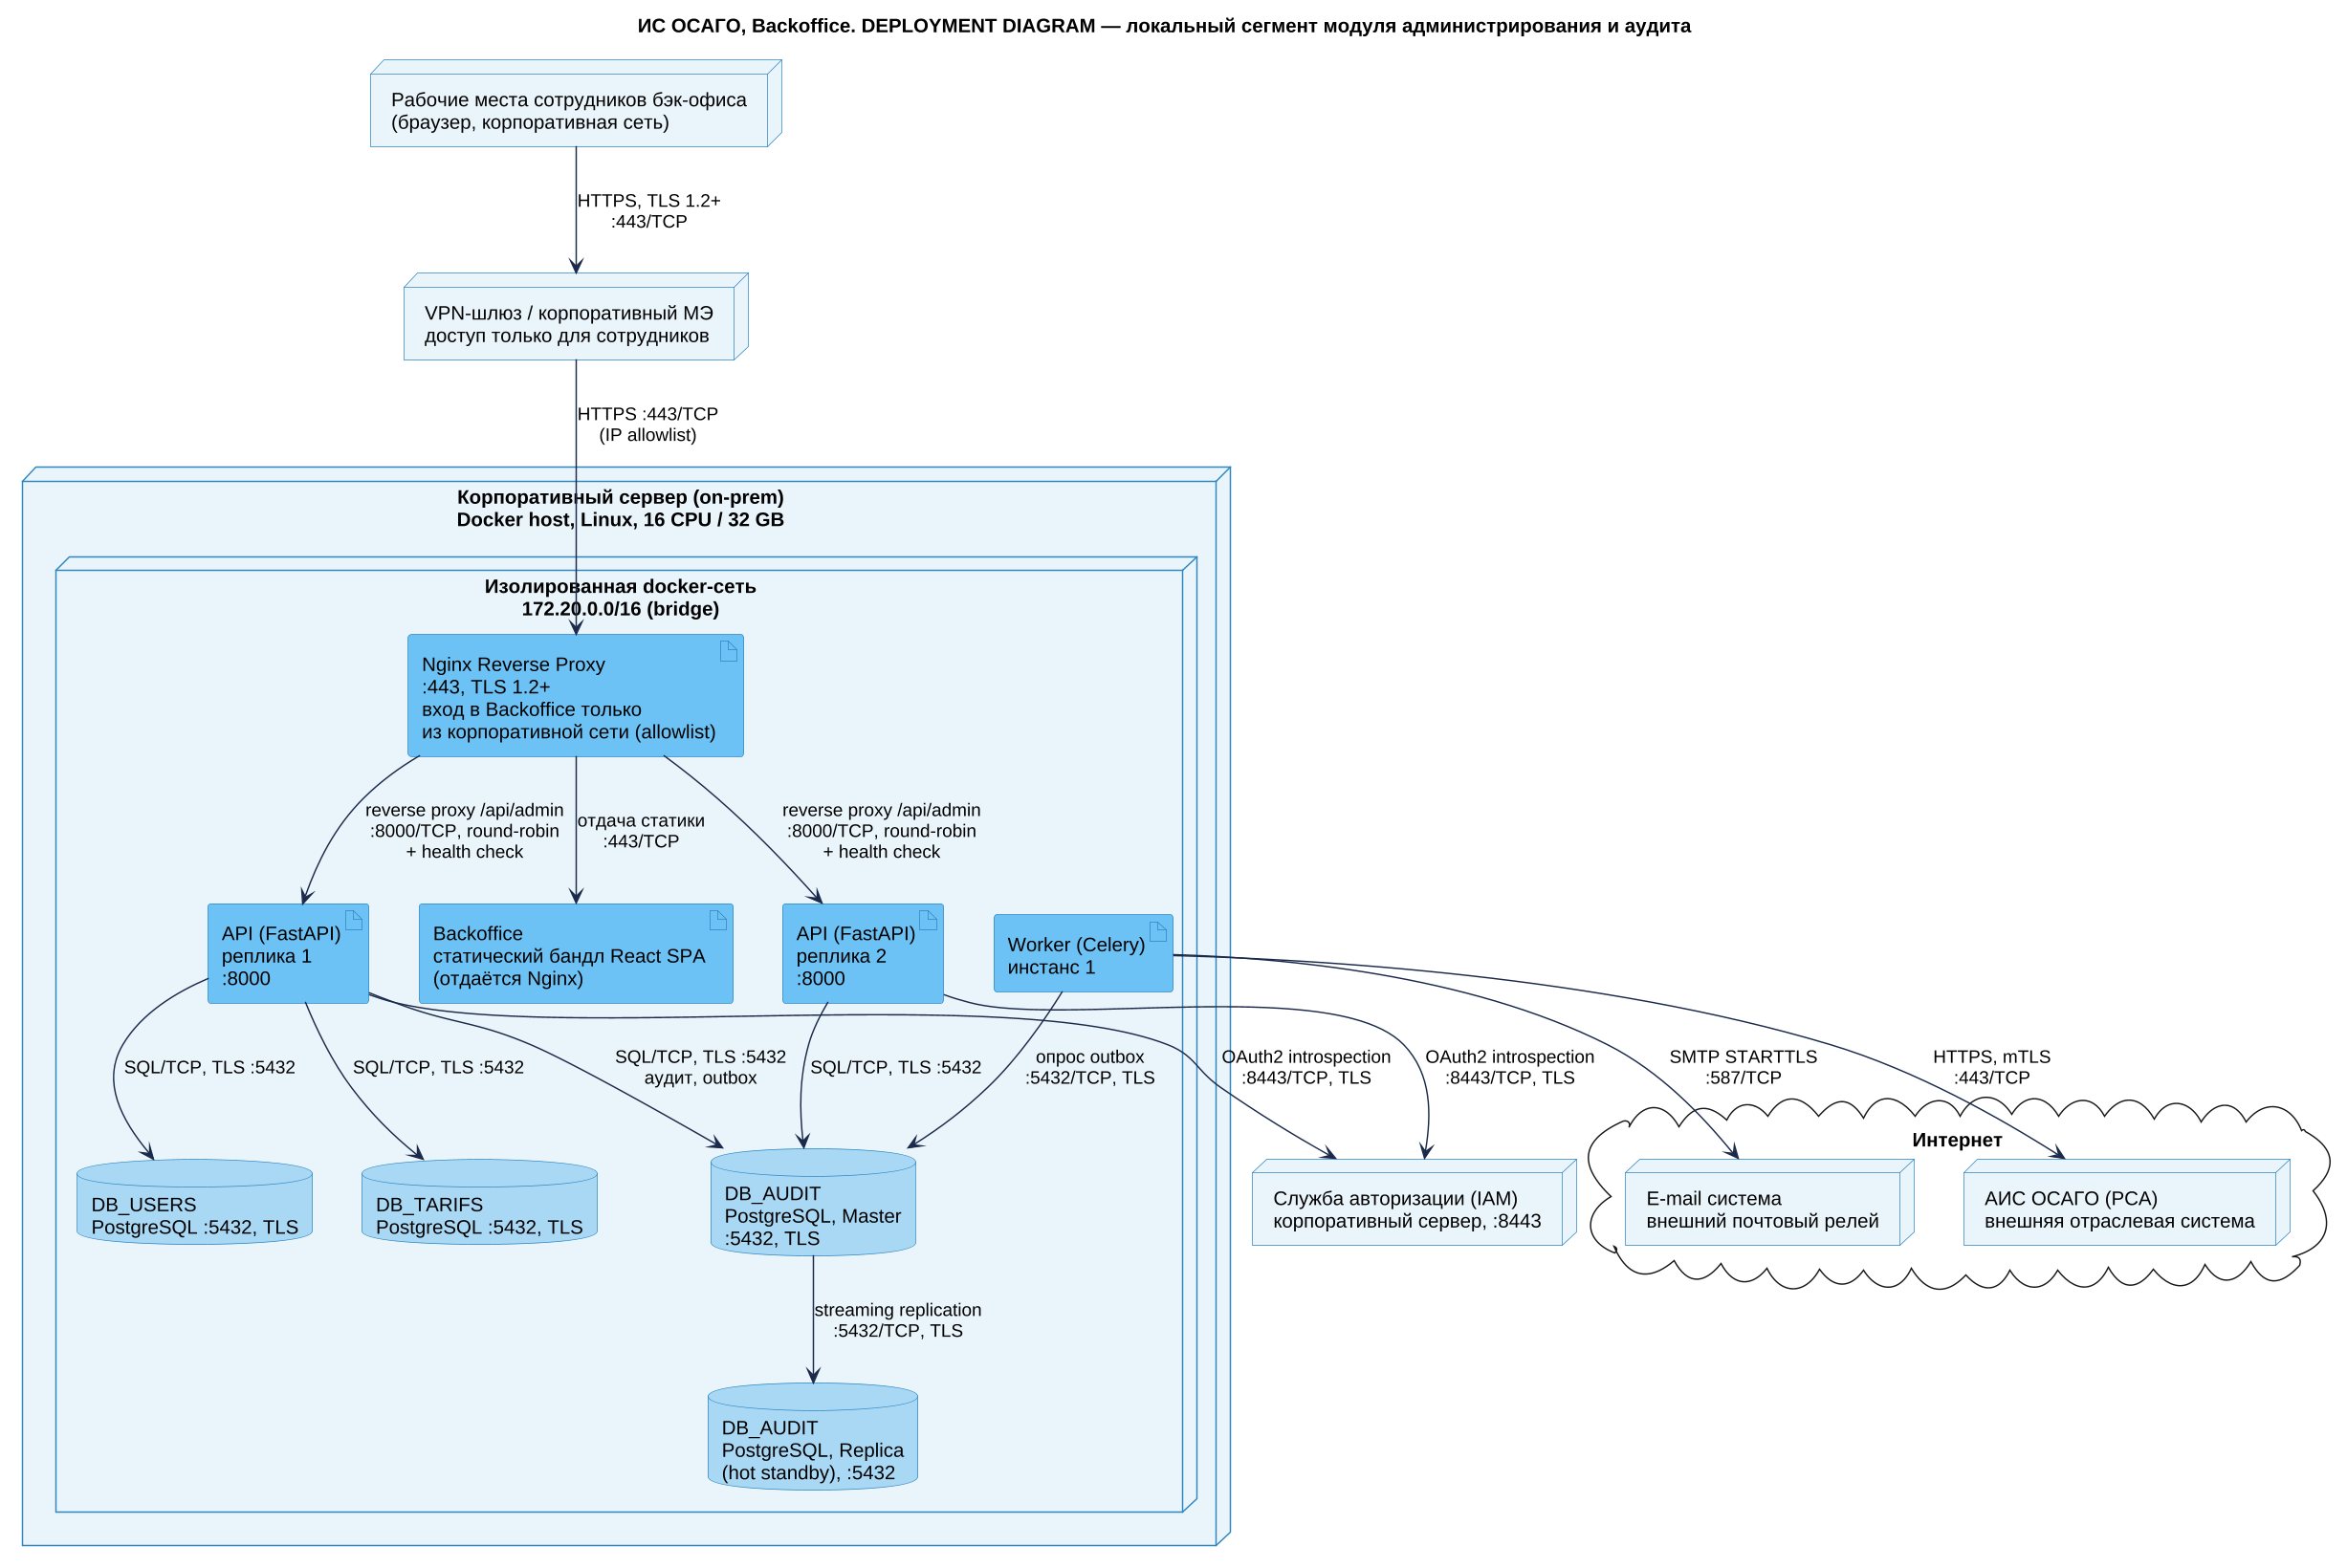 ИС ОСАГО, Backoffice. DEPLOYMENT DIAGRAM — локальный сегмент модуля администрирования и аудита
Рабочие места сотрудников бэк-офиса
(браузер, корпоративная сеть)
HTTPS, TLS 1.2+
:443/TCP
VPN-шлюз / корпоративный МЭ
доступ только для сотрудников
HTTPS :443/TCP
(IP allowlist)
Корпоративный сервер (on-prem)
Docker host, Linux, 16 CPU / 32 GB
Изолированная docker-сеть
172.20.0.0/16 (bridge)
Nginx Reverse Proxy
:443, TLS 1.2+
вход в Backoffice только
из корпоративной сети (allowlist)
reverse proxy /api/admin
:8000/TCP, round-robin
+ health check
отдача статики
:443/TCP
reverse proxy /api/admin
:8000/TCP, round-robin
+ health check
API (FastAPI)
реплика 1
:8000
Backoffice
статический бандл React SPA
(отдаётся Nginx)
API (FastAPI)
реплика 2
:8000
Worker (Celery)
инстанс 1
SQL/TCP, TLS :5432
SQL/TCP, TLS :5432
SQL/TCP, TLS :5432
аудит, outbox
SQL/TCP, TLS :5432
опрос outbox
:5432/TCP, TLS
OAuth2 introspection
:8443/TCP, TLS
OAuth2 introspection
:8443/TCP, TLS
SMTP STARTTLS
:587/TCP
HTTPS, mTLS
:443/TCP
Интернет
DB_USERS
PostgreSQL :5432, TLS
DB_TARIFS
PostgreSQL :5432, TLS
DB_AUDIT
PostgreSQL, Master
:5432, TLS
Служба авторизации (IAM)
корпоративный сервер, :8443
E-mail система
внешний почтовый релей
АИС ОСАГО (РСА)
внешняя отраслевая система
streaming replication
:5432/TCP, TLS
DB_AUDIT
PostgreSQL, Replica
(hot standby), :5432